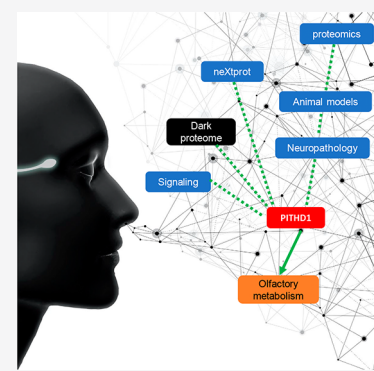 proteomics
neXtprot
Animal models
Dark
proteome
Neuropathology
Signaling
PITHD1
Olfactory
metabolism